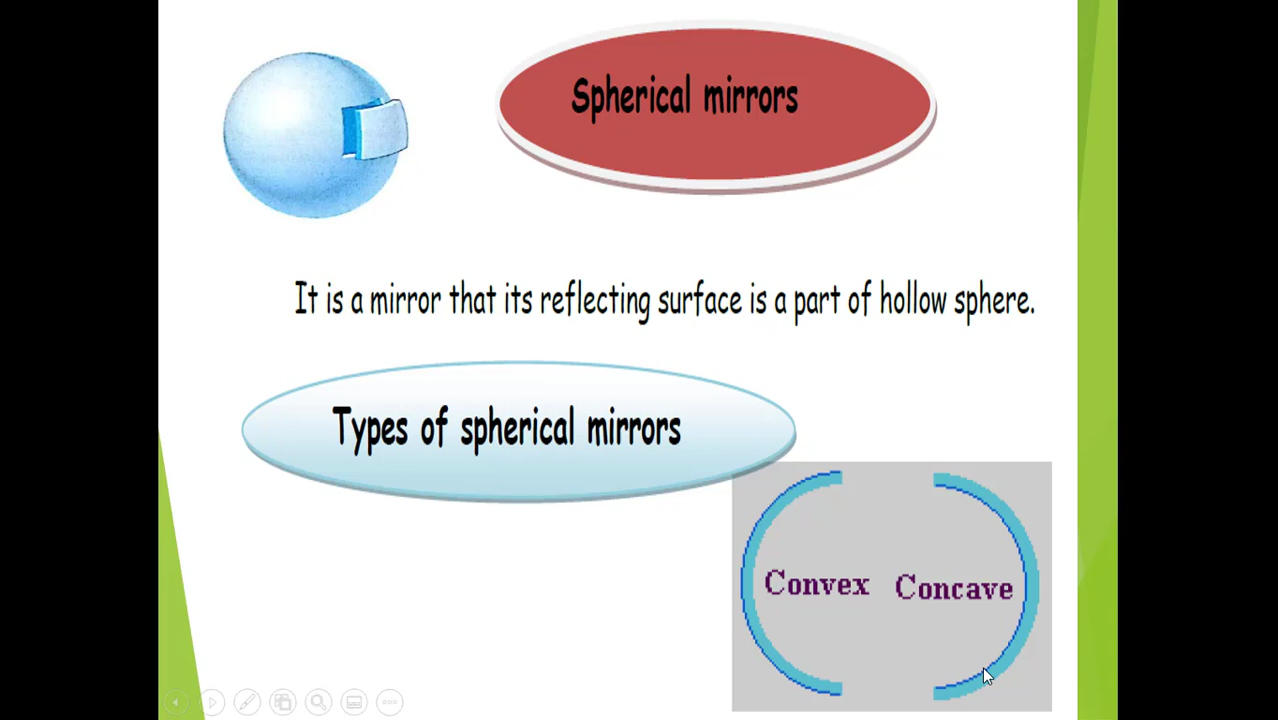 Spherical mirrors
It is a mirror that its reflecting surface is a part of hollow sphere.
Types of spherical mirrors
Convex
Concave